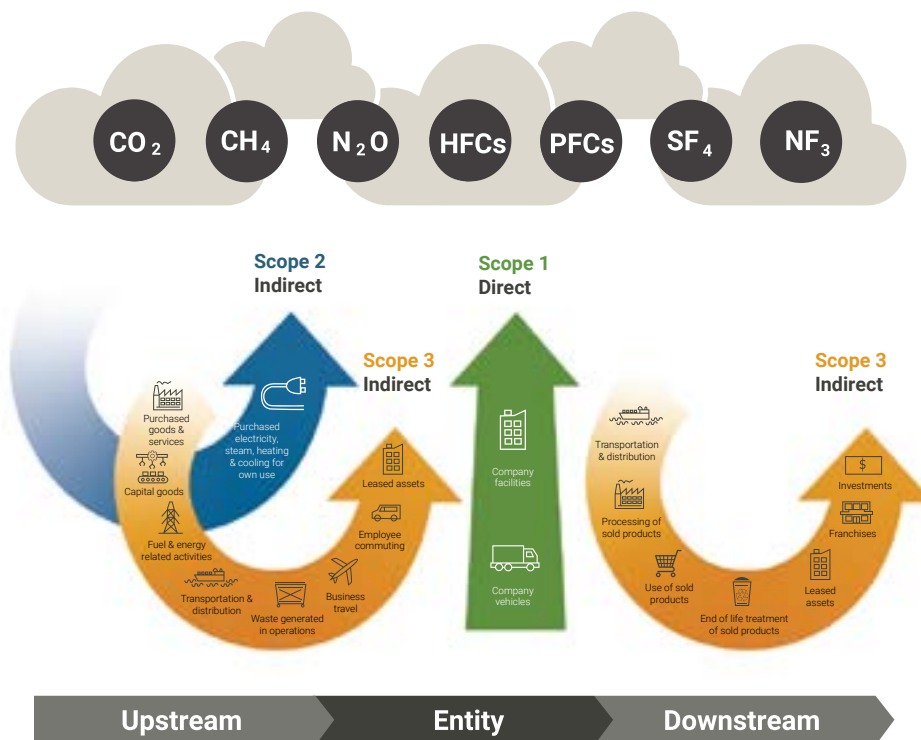 CO2
CH4
N2O
HFCs
PFCs
SF4
NF3
Scope 2
Indirect
Scope 1
Direct
Scope 3
Indirect
Scope 3
Indirect
Purchased
goods &
services
Capital goods
Fuel & energy
related activities
Transportation &
distribution
Waste generated
in operations
Business
travel
Employee
commuting
Leased assets
Purchased
electricity,
steam, heating
& cooling for
own use
Company
facilities
Company
vehicles
Transportation
& distribution
Processing of
sold products
Use of sold
products
End of life treatment
of sold products
Leased
assets
Franchises
$
Investments
Upstream
Entity
Downstream